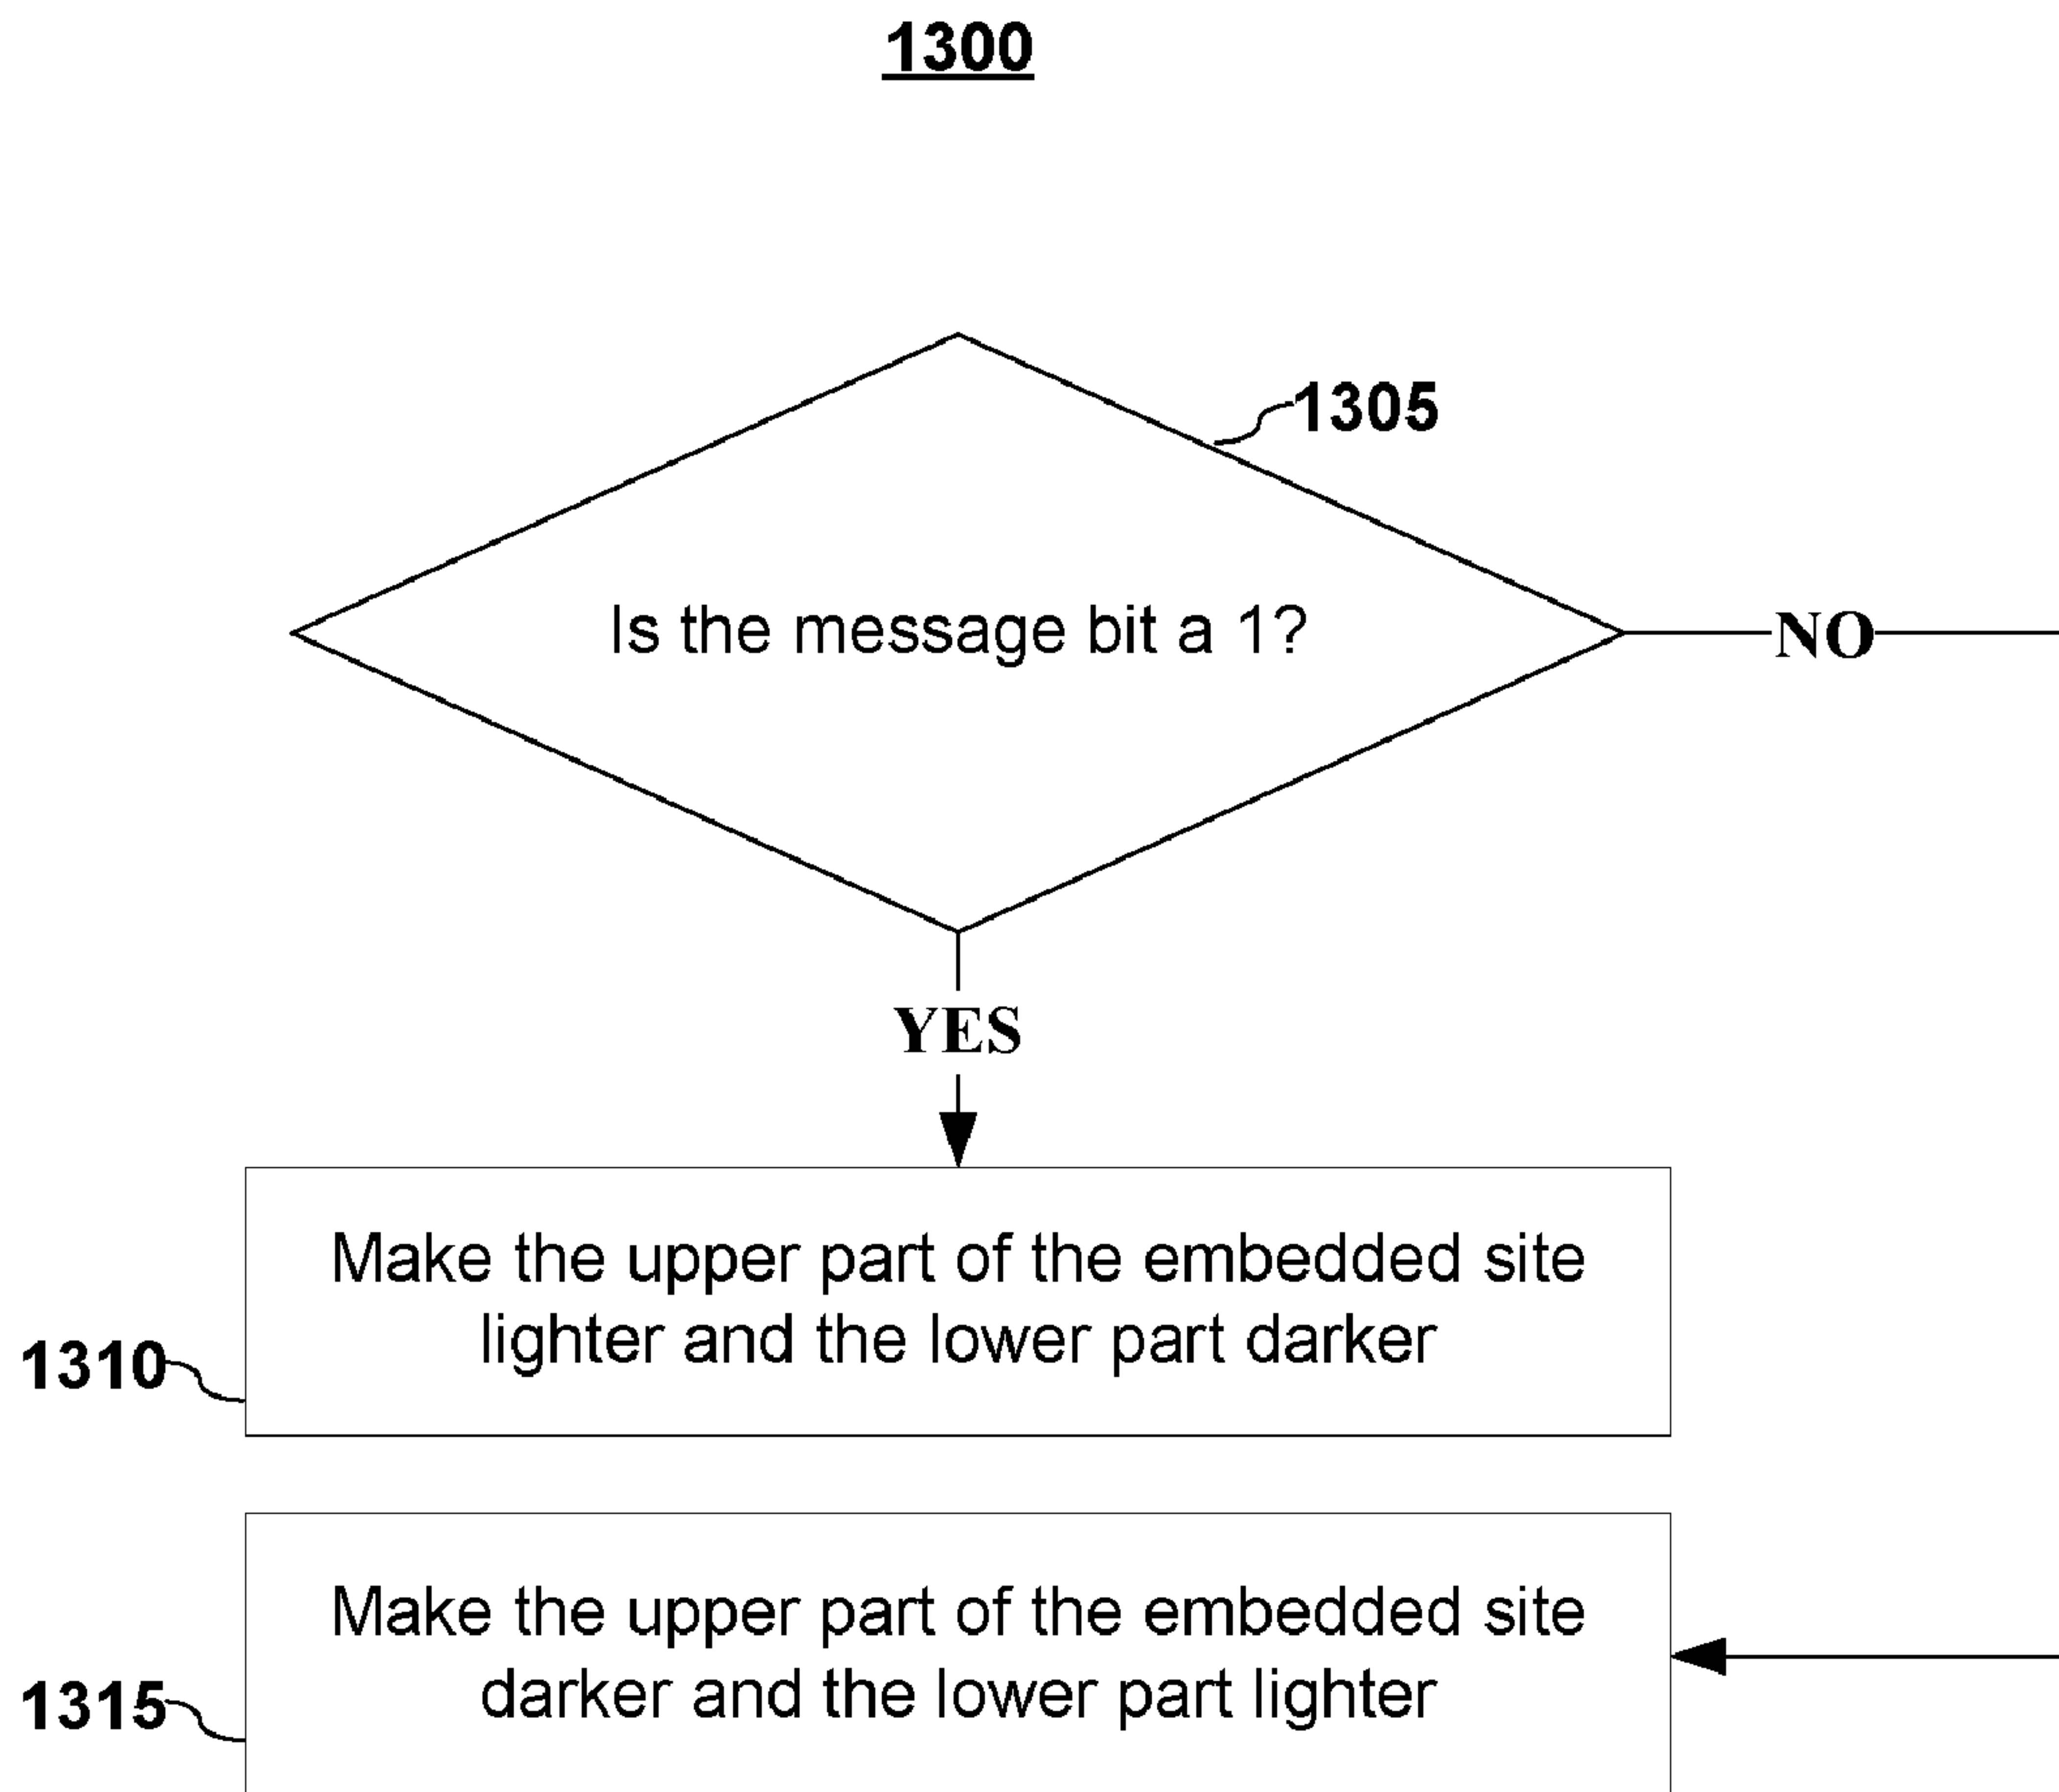 1300
1305
Is the message bit a 1?
NO
YES
Make the upper part of the embedded site
lighter and the lower part darker
1310
Make the upper part of the embedded site
darker and the lower part lighter
1315